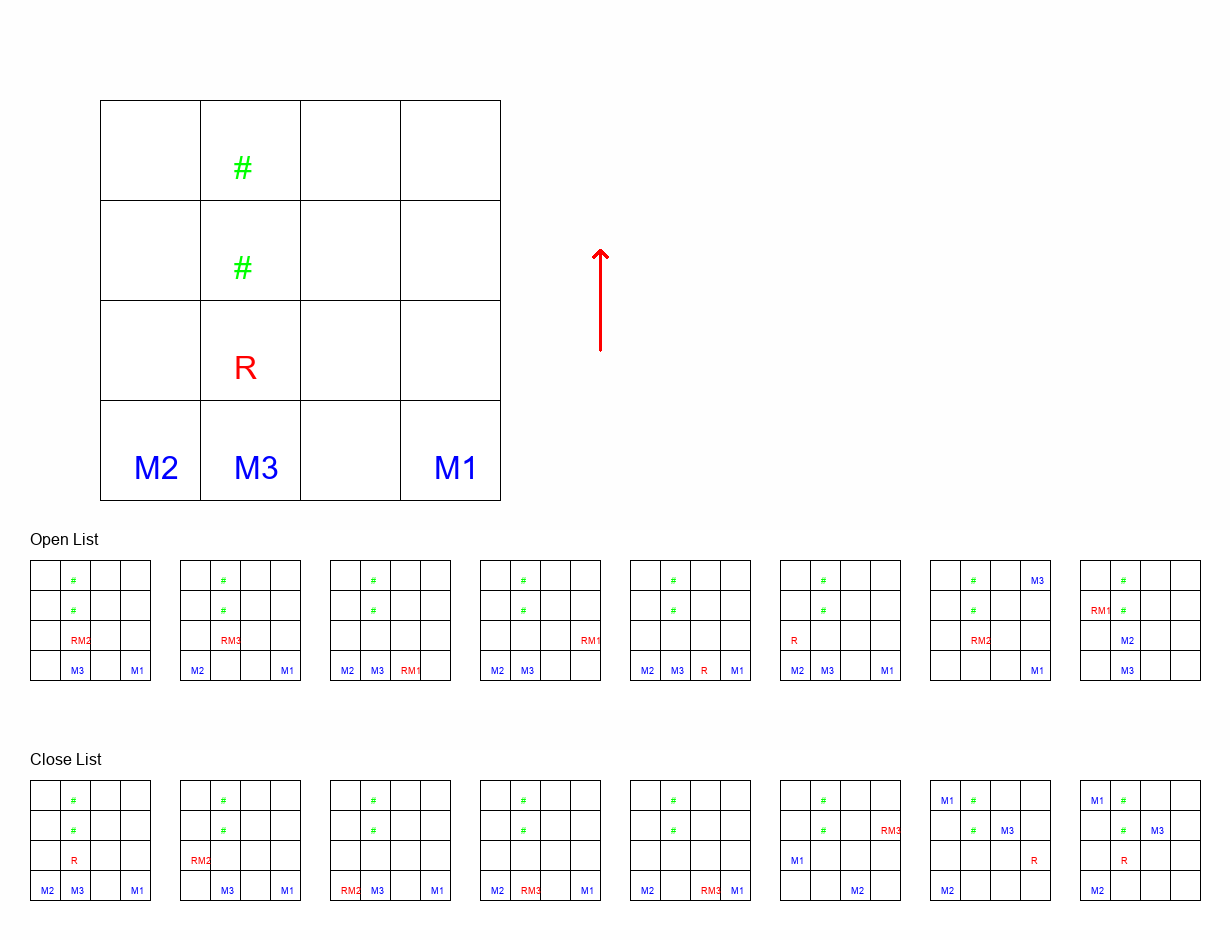 #
#
R
M2 M3 M1
Open List
# # # # # # # M3 #
# # # # # # # RM1 #
RM2 RM3 RM1 R RM2 M2
M3 M1 M2 M1 M2 M3 RM1 M2 M3 M2 M3 R M1 M2 M3 M1 M1 M3
Close List
# # # # # # M1 # M1 #
# # # # # # RM3 # M3 # M3
R RM2 M1 R R
M2 M3 M1 M3 M1 RM2 M3 M1 M2 RM3 M1 M2 RM3 M1 M2 M2 M2